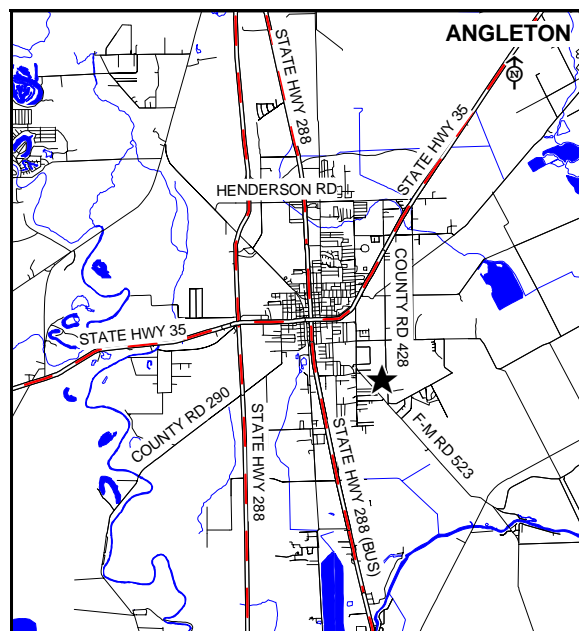 ANGLETON
N
STATE HWY 288
STATE HWY 35
HENDERSON RD
COUNTY RD 428
STATE HWY 35
COUNTY RD 290
STATE HWY 288
STATE HWY 288 (BUS)
F-M RD 523